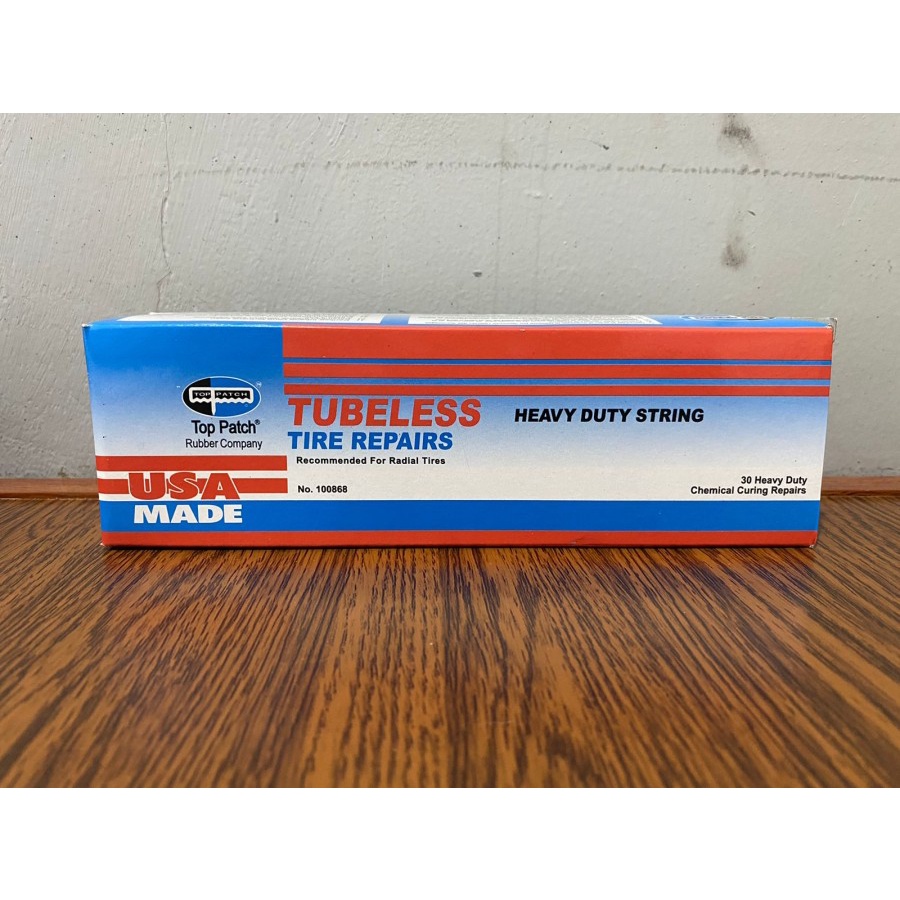 TOP PATCH
™
Top Patch®
Rubber Company
USA
MADE
TUBELESS
TIRE REPAIRS
Recommended For Radial Tires
No. 100868
HEAVY DUTY STRING
30 Heavy Duty
Chemical Curing Repairs